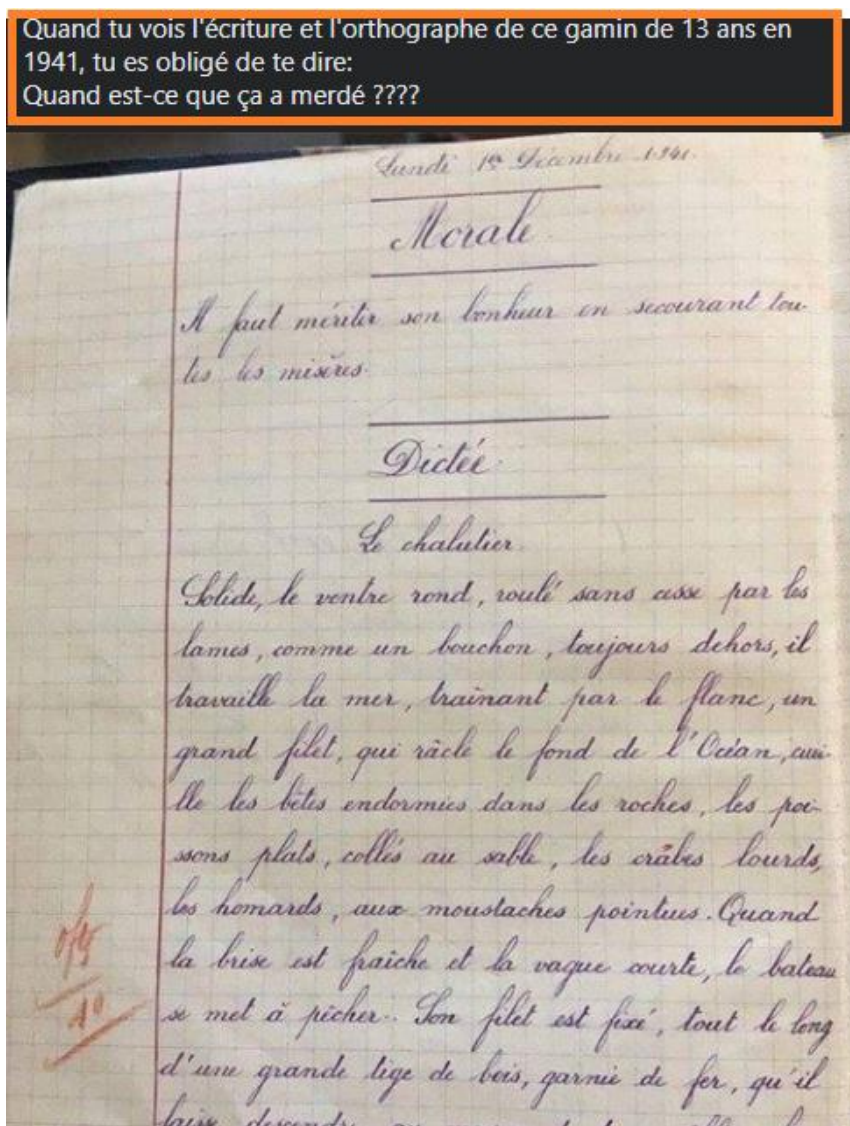 Quand tu vois l'écriture et l'orthographe de ce gamin de 13 ans en
1941, tu es obligé de te dire:
Quand est-ce que ça a merdé ????
Lundi 1er Décembre 1941.
Morale
Il faut mériter son bonheur en secourant tou-
tes les misères.
Dictée
Le chalutier.
Solide, le ventre rond, roulé sans cesse par les
lames, comme un bouchon, toujours dehors, il
travaille la mer, traînant par le flanc, un
grand filet, qui râcle le fond de l'Océan, cuei-
lle les bêtes endormies dans les roches, les poi-
ssons plats, collés au sable, les crâbes lourds,
les homards, aux moustaches pointues. Quand
la brise est fraîche et la vague courte, le bateau
se met à pêcher. Son filet est fixé, tout le long
d'une grande tige de bois, garnie de fer, qu'il
laisse descendre
10